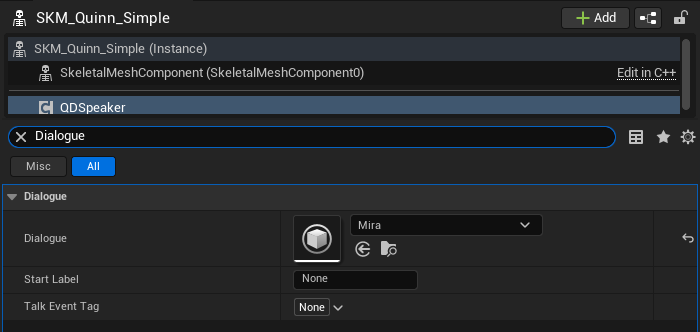 SKM_Quinn_Simple
Add
SKM_Quinn_Simple (Instance)
SkeletalMeshComponent (SkeletalMeshComponent0)
Edit in C++
QDSpeaker
Dialogue
Misc
All
Dialogue
Dialogue
Mira
Start Label
None
Talk Event Tag
None